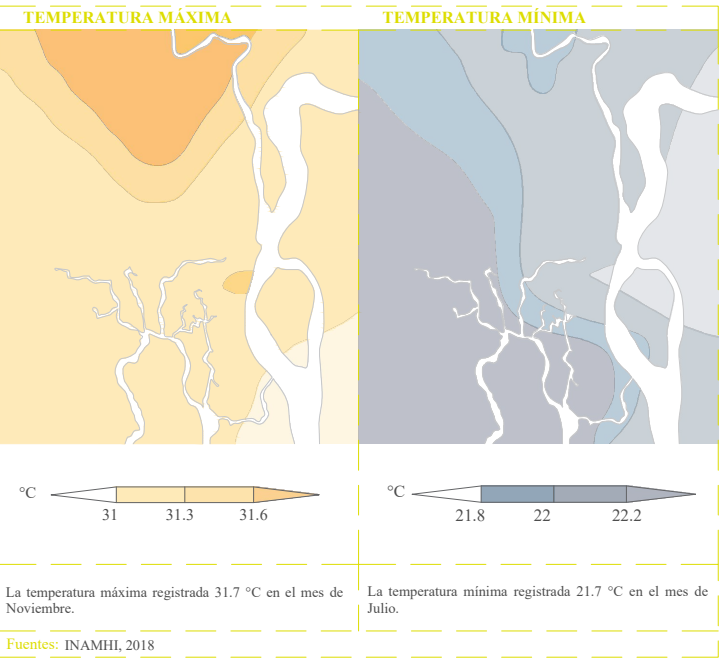 TEMPERATURA MÁXIMA
TEMPERATURA MÍNIMA
°C
31
31.3
31.6
°C
21.8
22
22.2
La temperatura máxima registrada 31.7 °C en el mes de
Noviembre.
La temperatura mínima registrada 21.7 °C en el mes de
Julio.
Fuentes: INAMHI, 2018